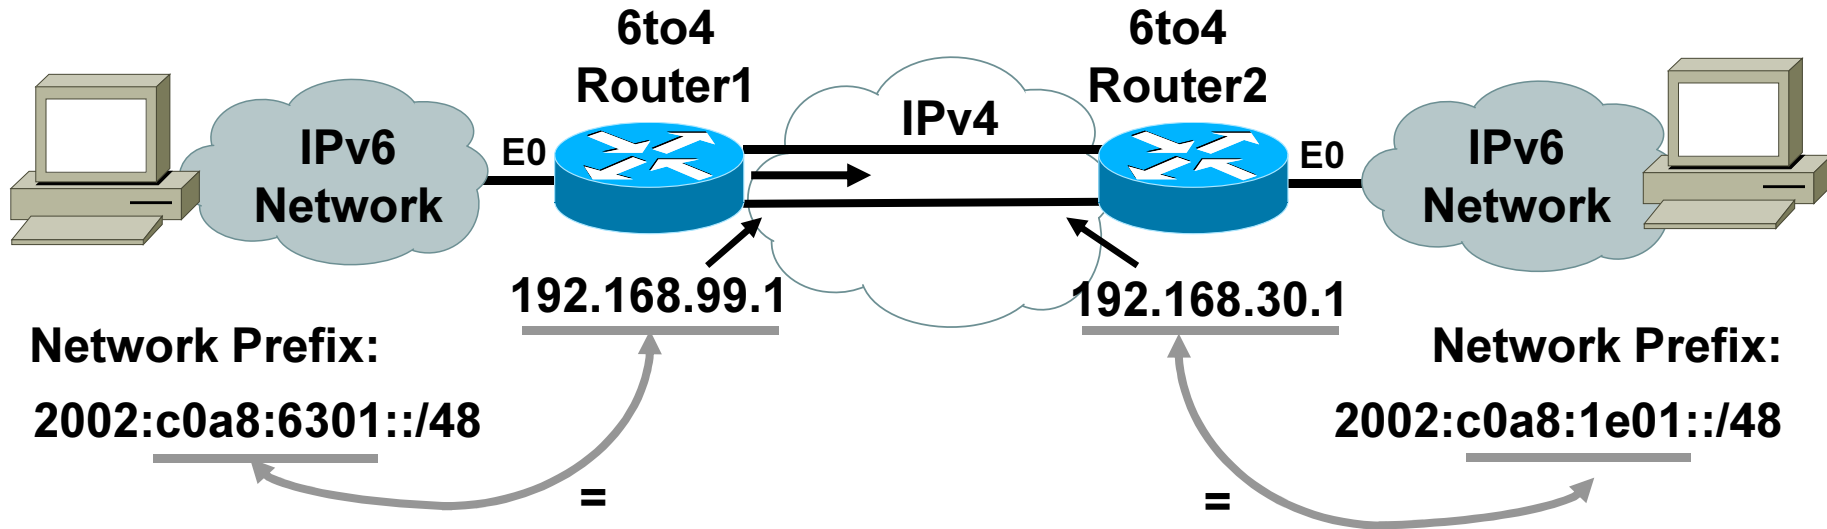 6to4
Router1
6to4
Router2
IPv4
IPv6
Network
E0
E0
IPv6
Network
192.168.99.1
192.168.30.1
Network Prefix:
2002:c0a8:6301::/48
=
Network Prefix:
2002:c0a8:1e01::/48
=